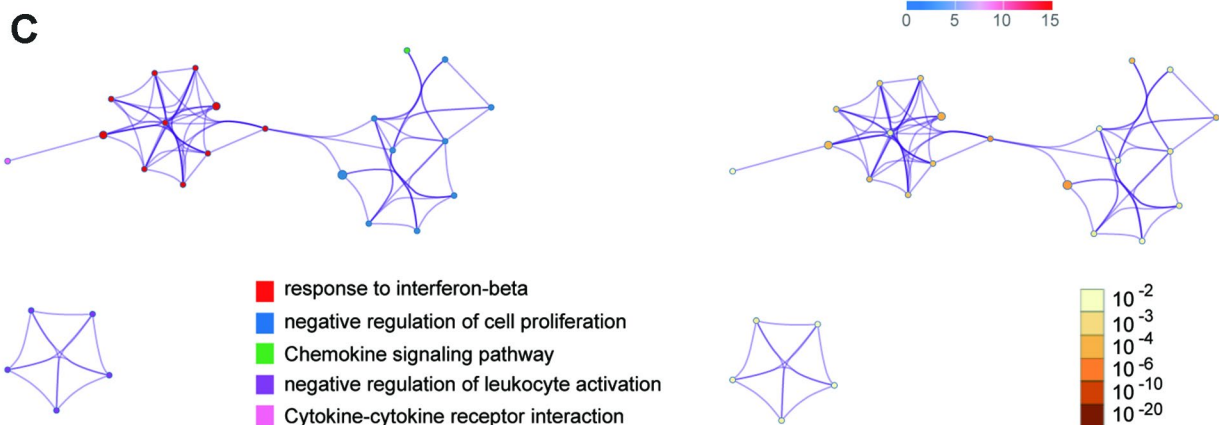 C
0 5 10 15
response to interferon-beta
negative regulation of cell proliferation
Chemokine signaling pathway
negative regulation of leukocyte activation
Cytokine-cytokine receptor interaction
10 -2
10 -3
10 -4
10 -6
10 -10
10 -20